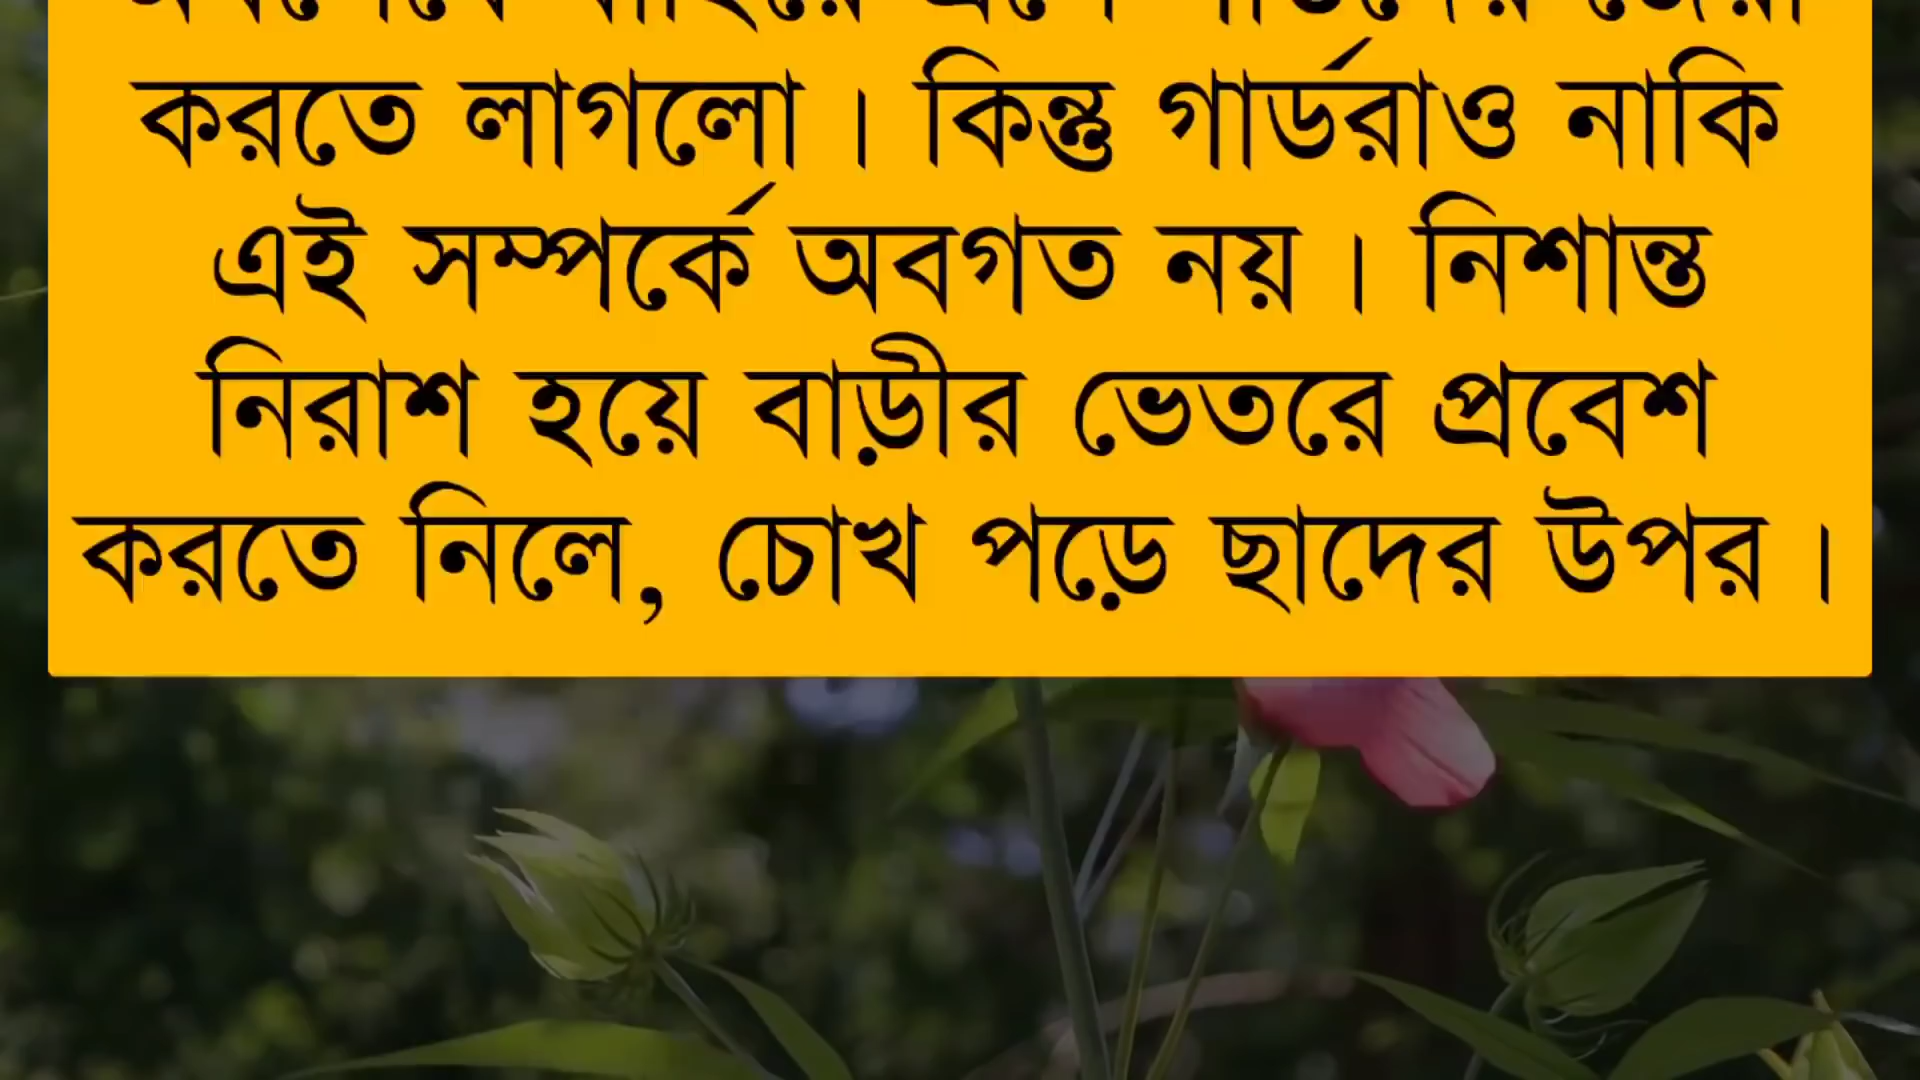 করতে লাগলো। কিন্তু গার্ডরাও নাকি
এই সম্পর্কে অবগত নয়। নিশান্ত
নিরাশ হয়ে বাড়ীর ভেতরে প্রবেশ
করতে নিলে, চোখ পড়ে ছাদের উপর।